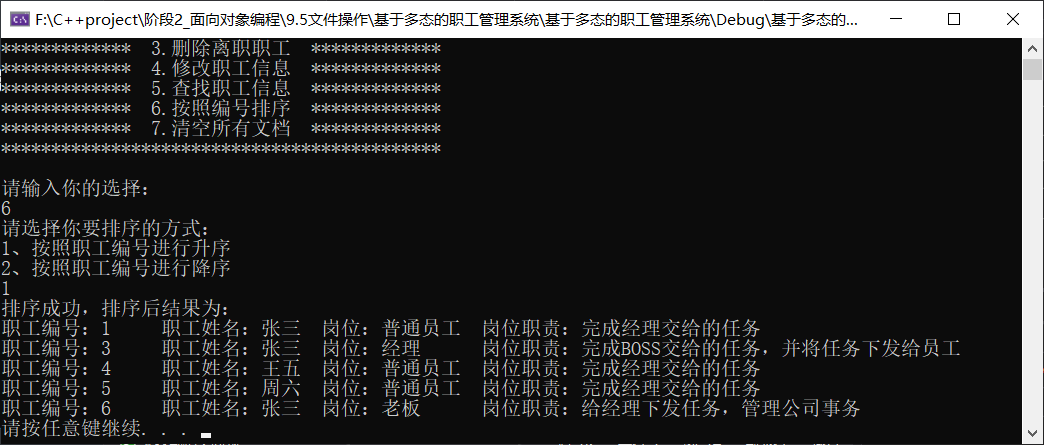 F:\C++project\阶段2_面向对象编程\9.5文件操作\基于多态的职工管理系统\基于多态的职工管理系统\Debug\基于多态的...
*************  3.删除离职职工  *************
*************  4.修改职工信息  *************
*************  5.查找职工信息  *************
*************  6.按照编号排序  *************
*************  7.清空所有文档  *************
********************************************
请输入你的选择:
6
请选择你要排序的方式:
1、按照职工编号进行升序
2、按照职工编号进行降序
1
排序成功，排序后结果为:
职工编号: 1     职工姓名: 张三  岗位: 普通员工  岗位职责: 完成经理交给的任务
职工编号: 3     职工姓名: 张三  岗位: 经理      岗位职责: 完成BOSS交给的任务，并将任务下发给员工
职工编号: 4     职工姓名: 王五  岗位: 普通员工  岗位职责: 完成经理交给的任务
职工编号: 5     职工姓名: 周六  岗位: 普通员工  岗位职责: 完成经理交给的任务
职工编号: 6     职工姓名: 张三  岗位: 老板      岗位职责: 给经理下发任务，管理公司事务
请按任意键继续. . .